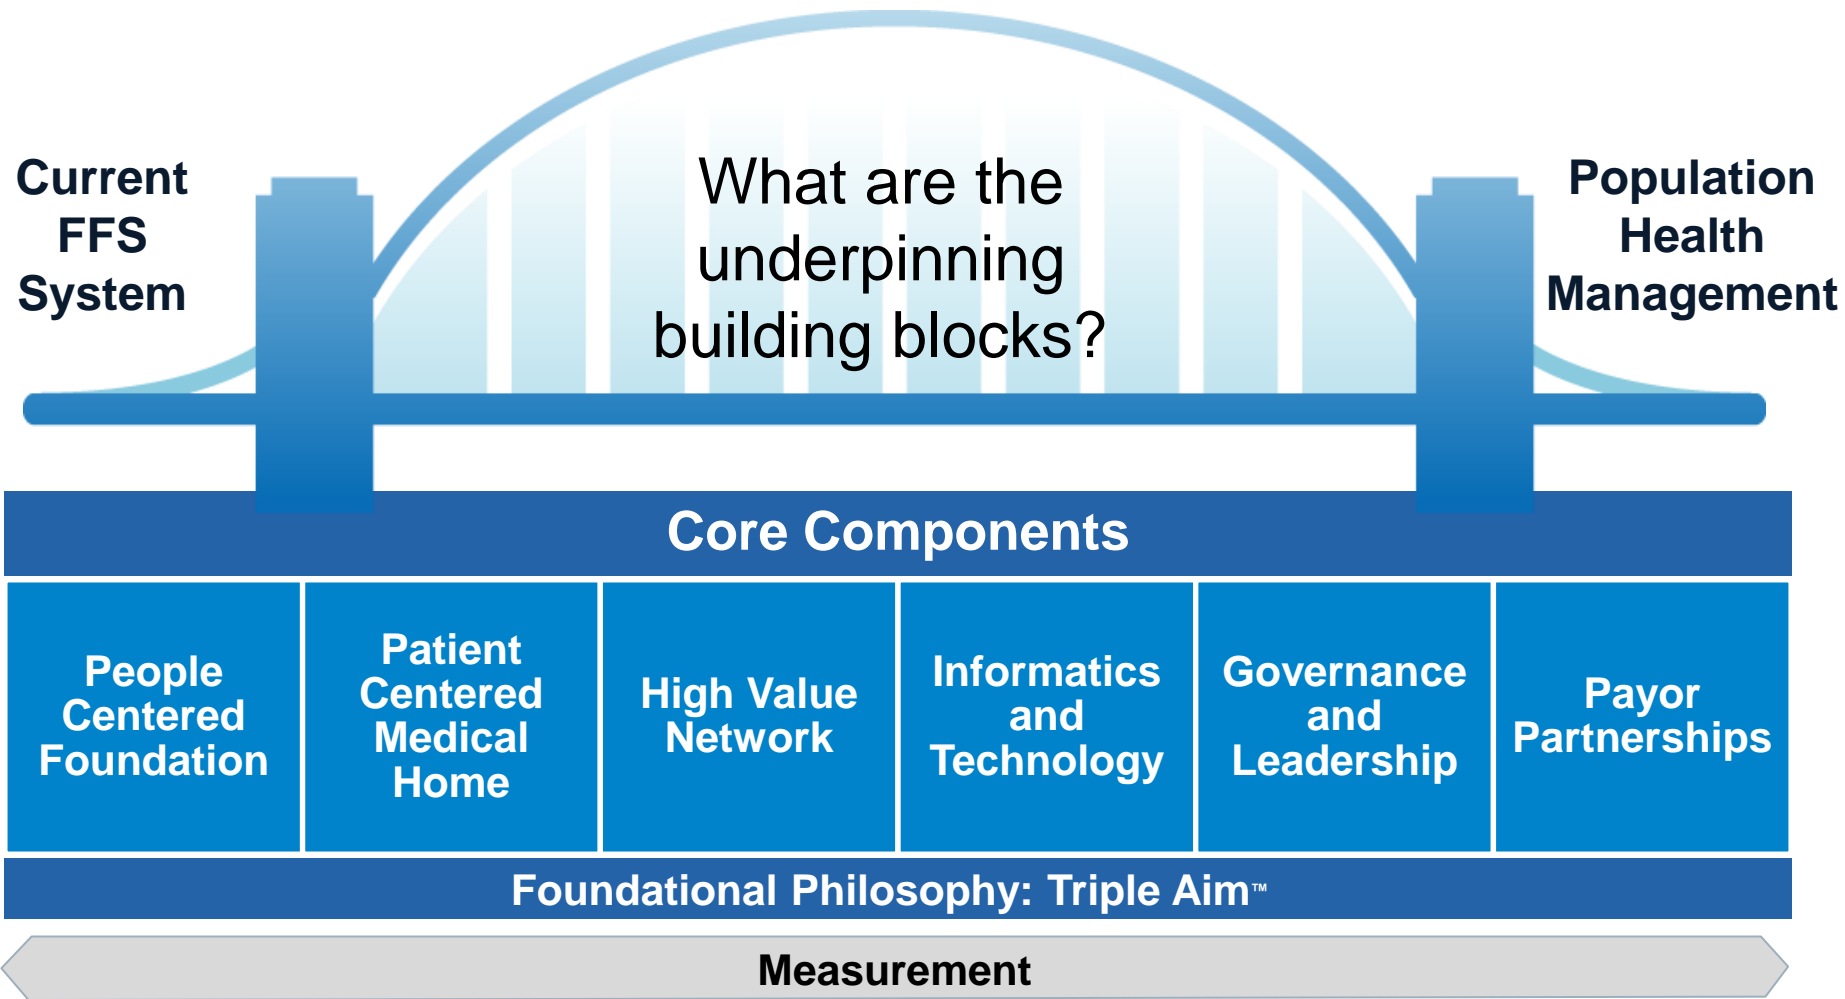 Current
FFS
System
What are the
underpinning
building blocks?
Population
Health
Management
Core Components
People
Centered
Foundation
Patient
Centered
Medical
Home
High Value
Network
Informatics
and
Technology
Governance
and
Leadership
Payor
Partnerships
Foundational Philosophy: Triple Aim™
Measurement